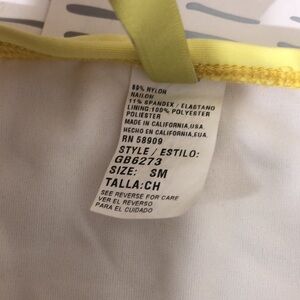 89% NYLON
NAILON
11% SPANDEX / ELASTANO
LINING:100% POLYESTER
POLIESTER
MADE IN CALIFORNIA,USA
HECHO EN CALIFORNIA,EUA.
RN 58909
STYLE / ESTILO:
GB6273
SIZE: SM
TALLA:CH
SEE REVERSE FOR CARE
VER EL REVERSO
PARA EL CUIDADO